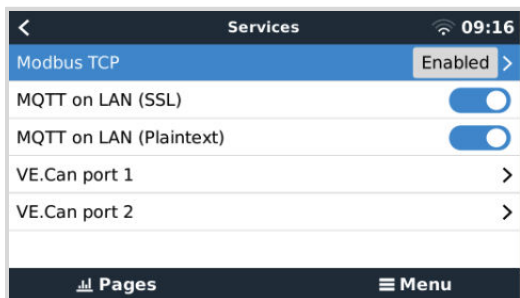 Services 09:16
Modbus TCP Enabled
MQTT on LAN (SSL)
MQTT on LAN (Plaintext)
VE.Can port 1
VE.Can port 2
Pages Menu